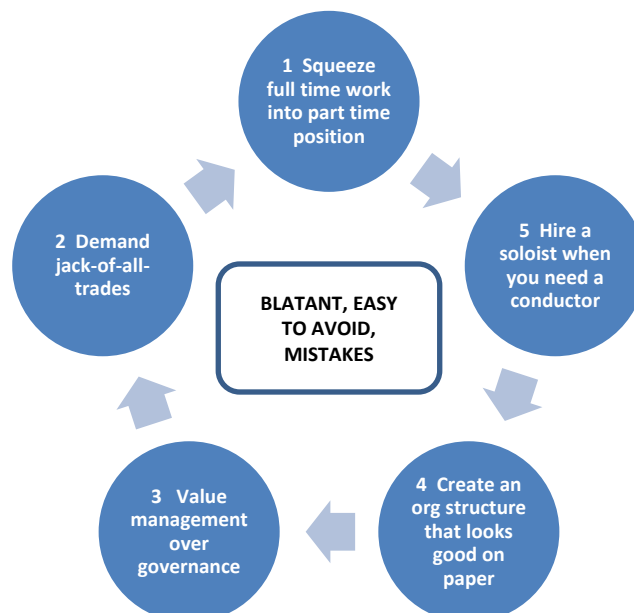 1 Squeeze
full time work
into part time
position
2 Demand
jack-of-all-
trades
5 Hire a
soloist when
you need a
conductor
BLATANT, EASY
TO AVOID,
MISTAKES
3 Value
management
over
governance
4 Create an
org structure
that looks
good on
paper